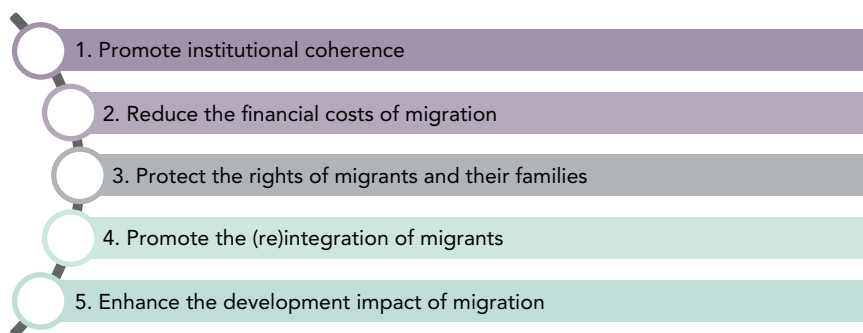 1. Promote institutional coherence
2. Reduce the financial costs of migration
3. Protect the rights of migrants and their families
4. Promote the (re)integration of migrants
5. Enhance the development impact of migration